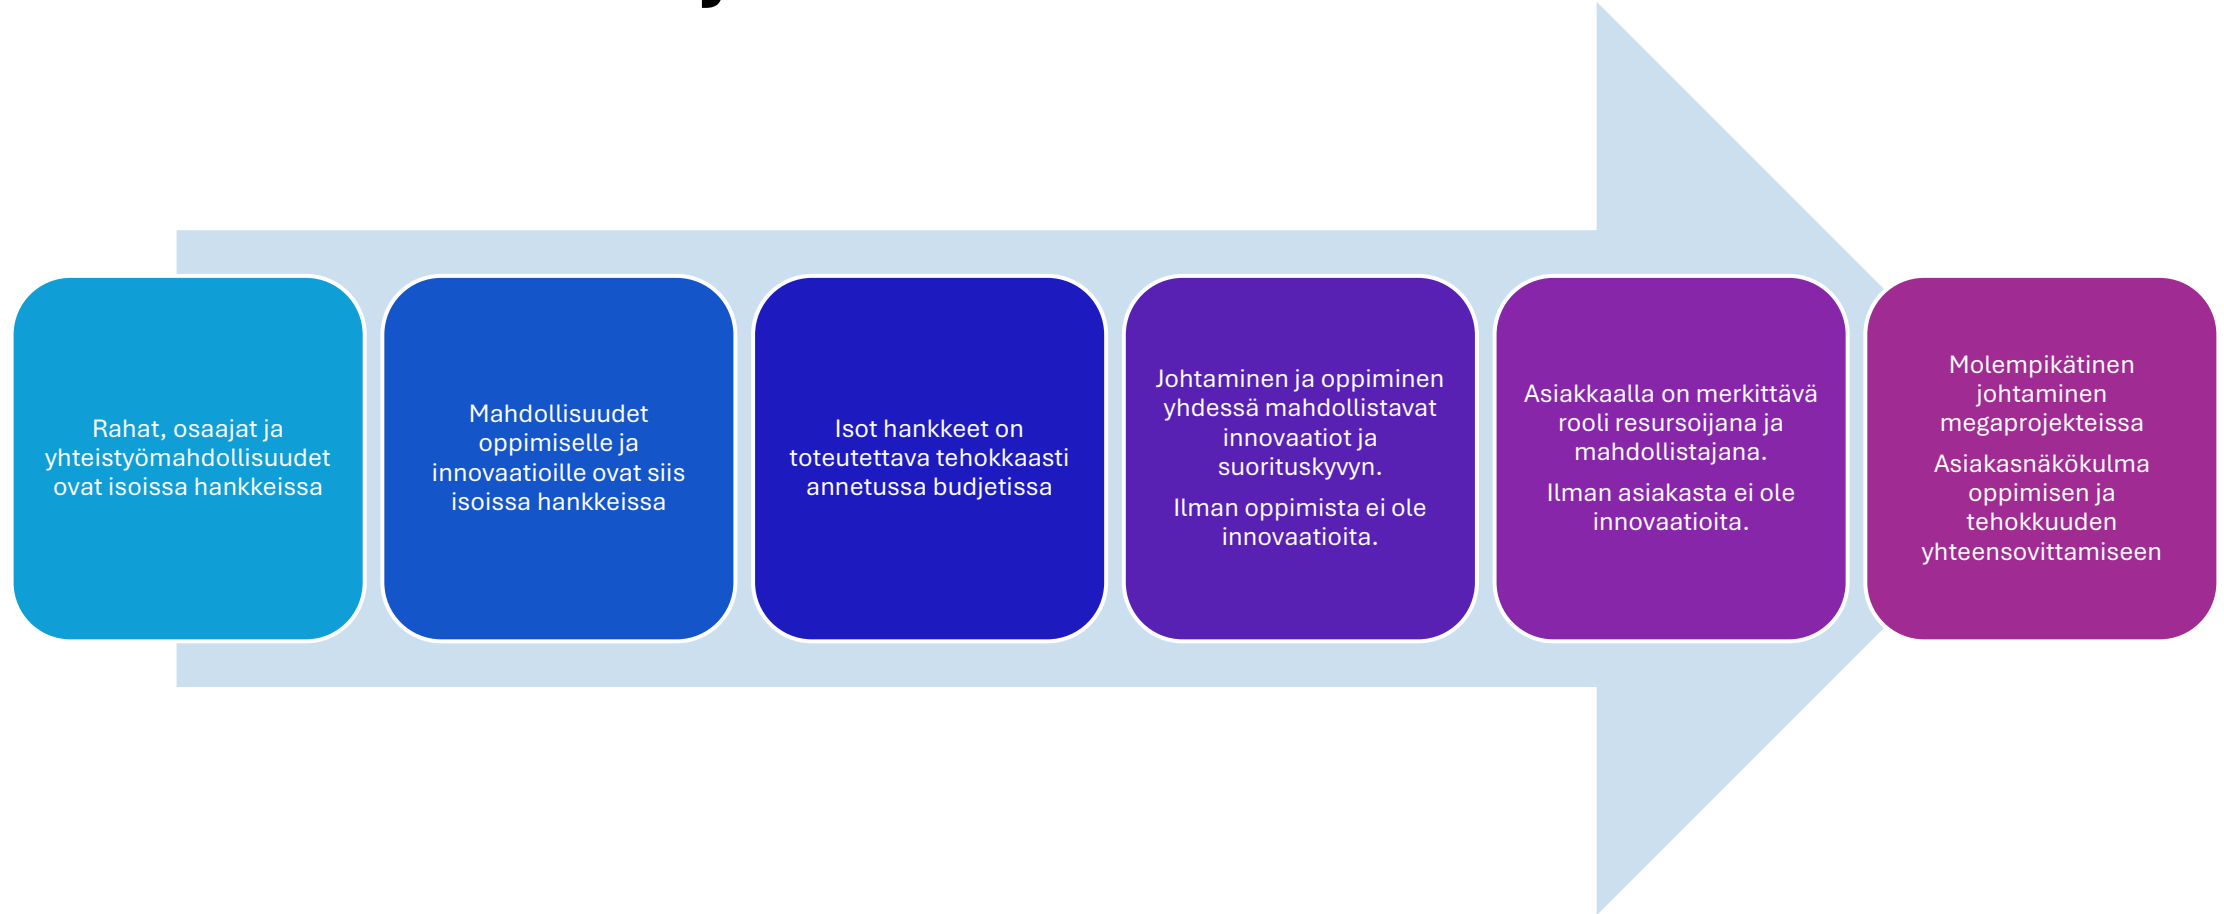 Rahat, osaajat ja
yhteistyömahdollisuudet
ovat isoissa hankkeissa
Mahdollisuudet
oppimiselle ja
innovaatioille ovat siis
isoissa hankkeissa
Isot hankkeet on
toteutettava tehokkaasti
annetussa budjetissa
Johtaminen ja oppiminen
yhdessä mahdollistavat
innovaatiot ja
suorituskyvyn.
Ilman oppimista ei ole
innovaatioita.
Asiakkaalla on merkittävä
rooli resursoijana ja
mahdollistajana.
Ilman asiakasta ei ole
innovaatioita.
Molempikätinen
johtaminen
megaprojekteissa
Asiakasnäkökulma
oppimisen ja
tehokkuuden
yhteensovittamiseen